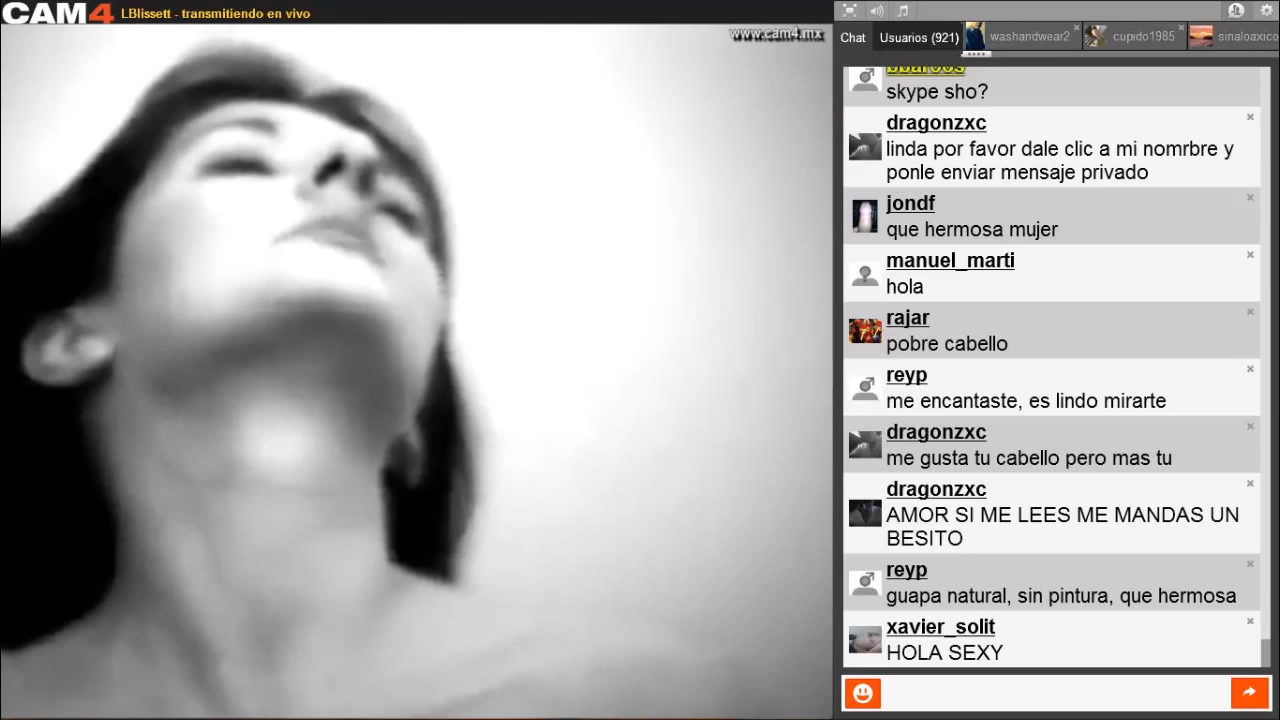 CAM4 LBlissett - transmitiendo en vivo
www.cam4.mx
Chat Usuarios (921) washandwear2 cupido1985 sinaloaxico
bbaroos
skype sho?
dragonzxc
linda por favor dale clic a mi nomrbre y
ponle enviar mensaje privado
jondf
que hermosa mujer
manuel_marti
hola
rajar
pobre cabello
reyp
me encantaste, es lindo mirarte
dragonzxc
me gusta tu cabello pero mas tu
dragonzxc
AMOR SI ME LEES ME MANDAS UN
BESITO
reyp
guapa natural, sin pintura, que hermosa
xavier_solit
HOLA SEXY